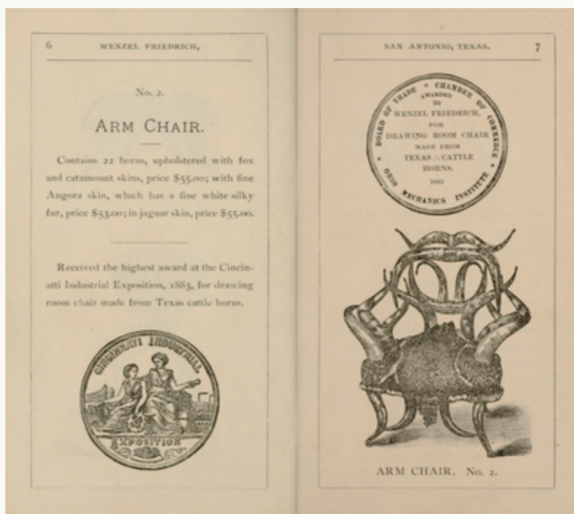 6 WENZEL FRIEDRICH,
No. 2.
ARM CHAIR.
Contains 22 horns, upholstered with fox
and catamount skins, price $55.00; with fine
Angora skin, which has a fine white silky
fur, price $53.00; in jaguar skin, price $55.00.
Received the highest award at the Cincin-
atti Industrial Exposition, 1883, for drawing
room chair made from Texas cattle horns.
CINCINNATI INDUSTRIAL
EXPOSITION
SAN ANTONIO, TEXAS. 7
BOARD OF TRADE * CHAMBER OF COMMERCE *
OHIO MECHANICS INSTITUTE *
AWARDED
TO
WENZEL FRIEDRICH,
FOR
DRAWING ROOM CHAIR
MADE FROM
TEXAS CATTLE
HORNS.
1883
ARM CHAIR. No. 2.